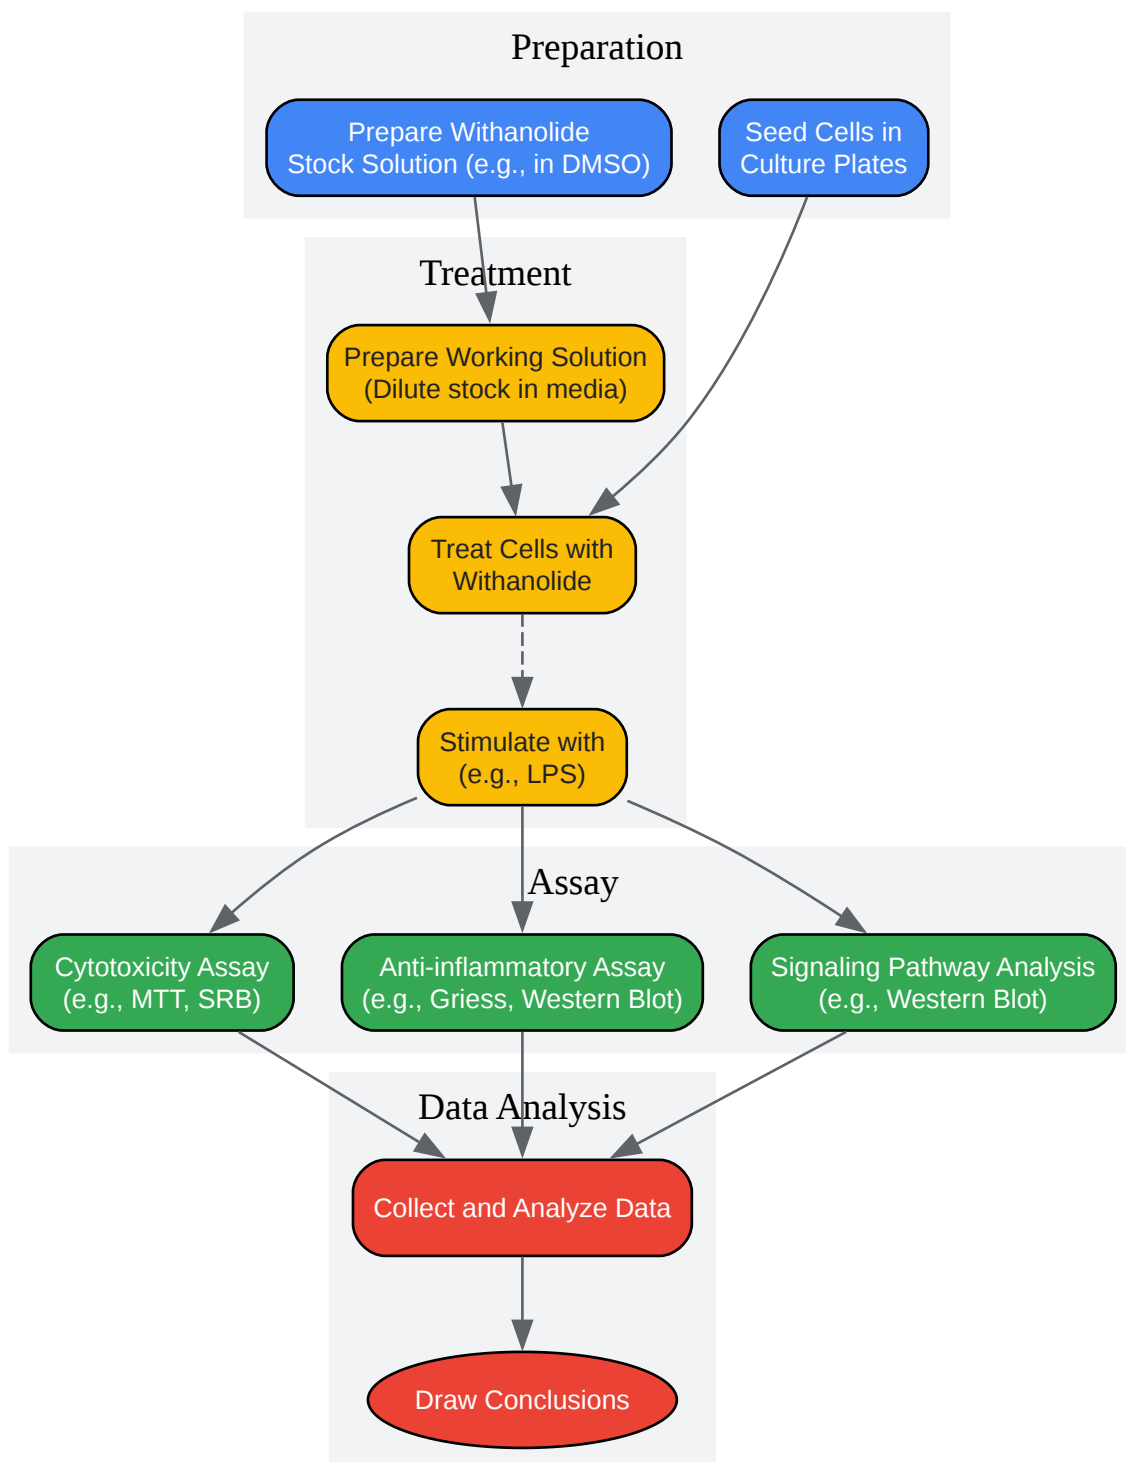 Preparation
Prepare Withanolide
Stock Solution (e.g., in DMSO)
Seed Cells in
Culture Plates
Treatment
Prepare Working Solution
(Dilute stock in media)
Treat Cells with
Withanolide
Stimulate with
(e.g., LPS)
Assay
Cytotoxicity Assay
(e.g., MTT, SRB)
Anti-inflammatory Assay
(e.g., Griess, Western Blot)
Signaling Pathway Analysis
(e.g., Western Blot)
Data Analysis
Collect and Analyze Data
Draw Conclusions